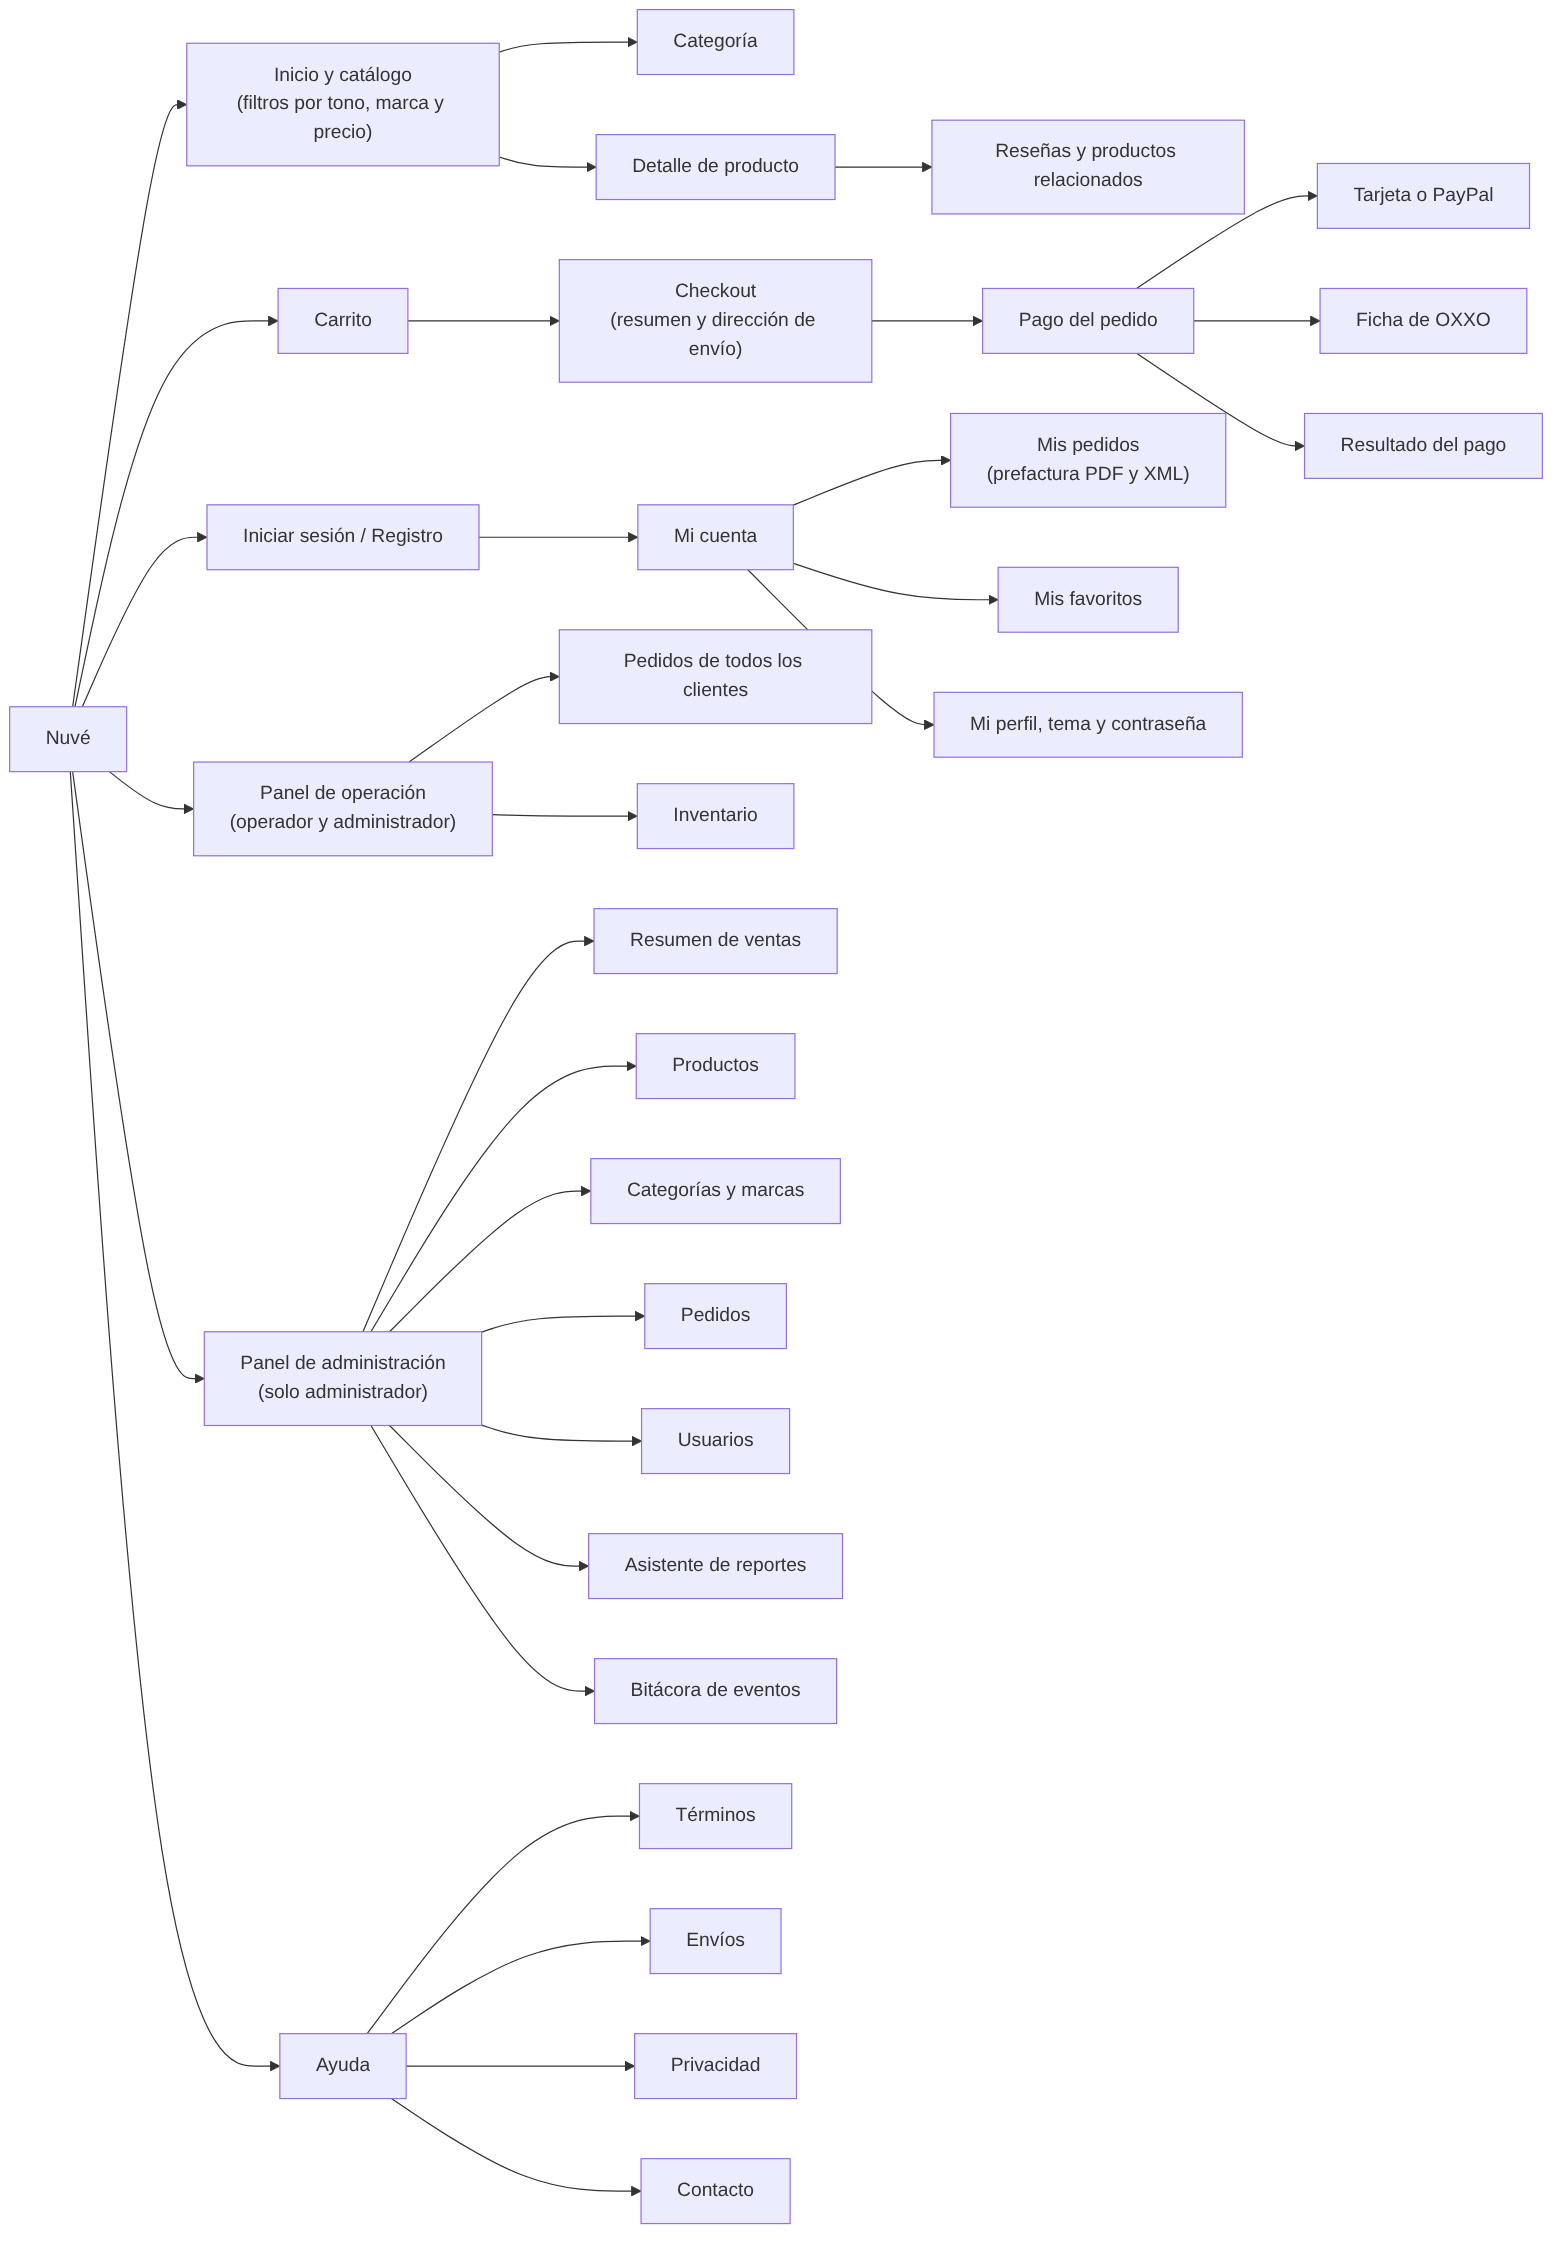 Nuvé
Inicio y catálogo
(filtros por tono, marca y
precio)
Categoría
Detalle de producto
Reseñas y productos
relacionados
Carrito
Checkout
(resumen y dirección de
envío)
Pago del pedido
Tarjeta o PayPal
Ficha de OXXO
Resultado del pago
Iniciar sesión / Registro
Mi cuenta
Mis pedidos
(prefactura PDF y XML)
Mis favoritos
Mi perfil, tema y contraseña
Panel de operación
(operador y administrador)
Pedidos de todos los
clientes
Inventario
Panel de administración
(solo administrador)
Resumen de ventas
Productos
Categorías y marcas
Pedidos
Usuarios
Asistente de reportes
Bitácora de eventos
Ayuda
Términos
Envíos
Privacidad
Contacto